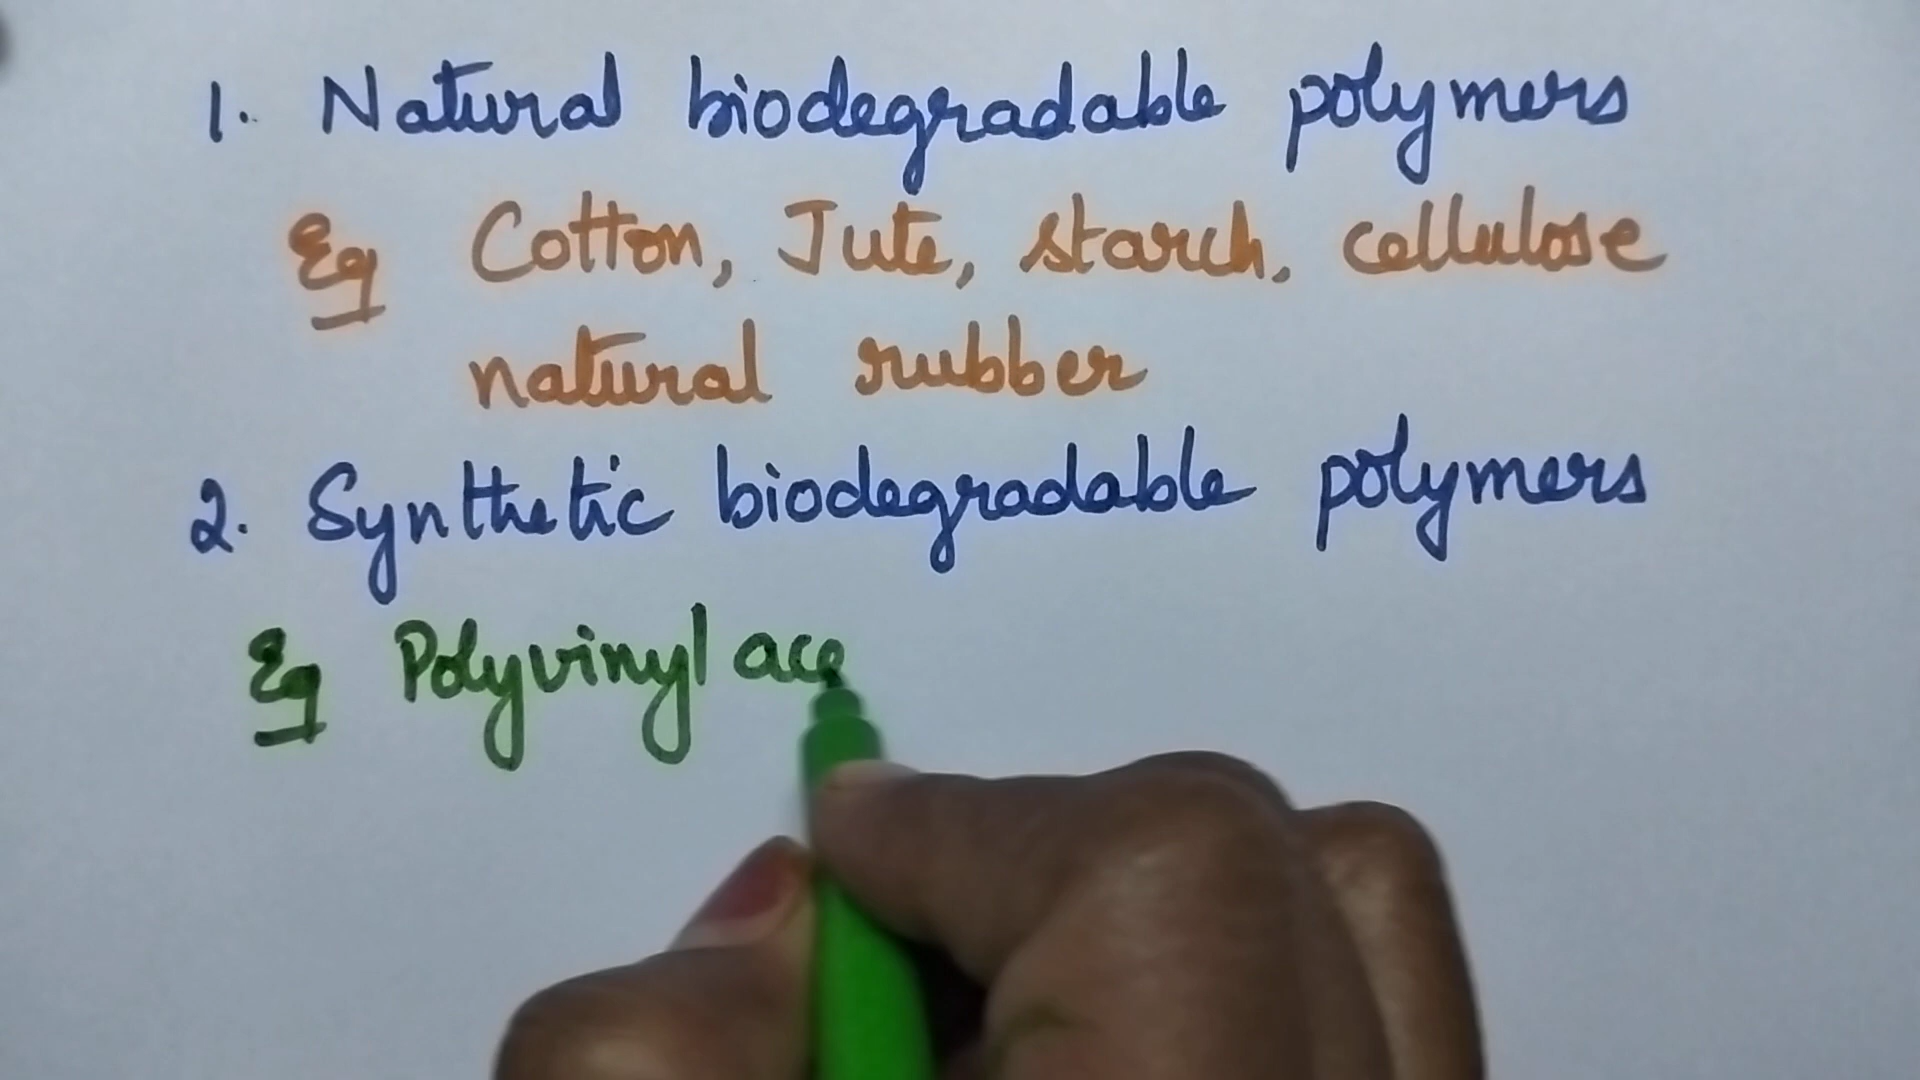 1. Natural biodegradable polymers
Eg Cotton, Jute, starch, cellulose
natural rubber
2. Synthetic biodegradable polymers
Eg Polyvinyl ace